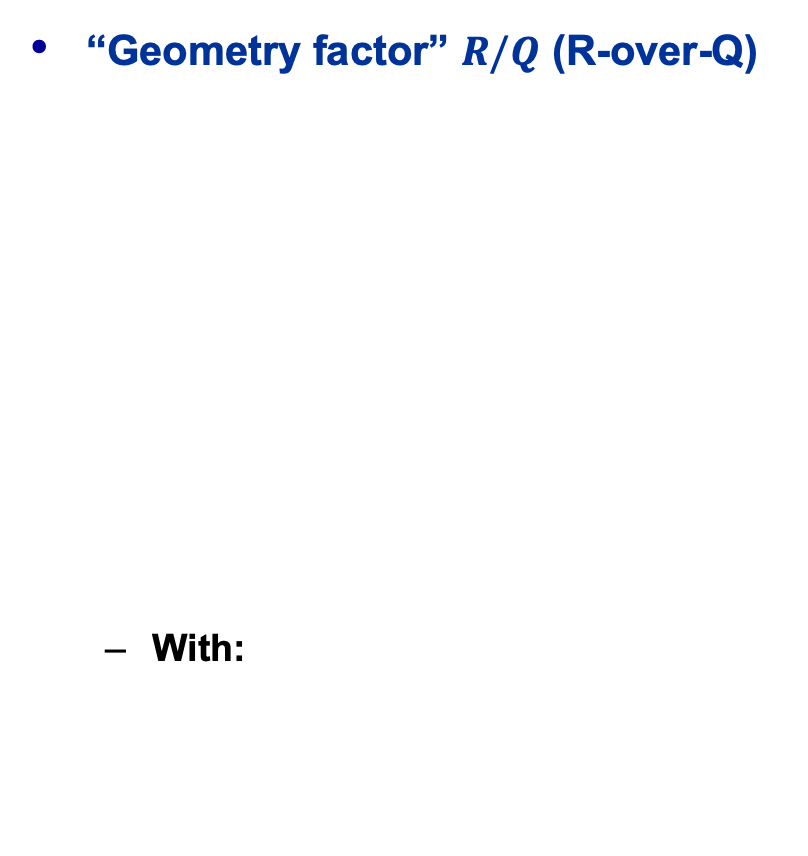 • “Geometry factor” R/Q (R-over-Q)
– With: